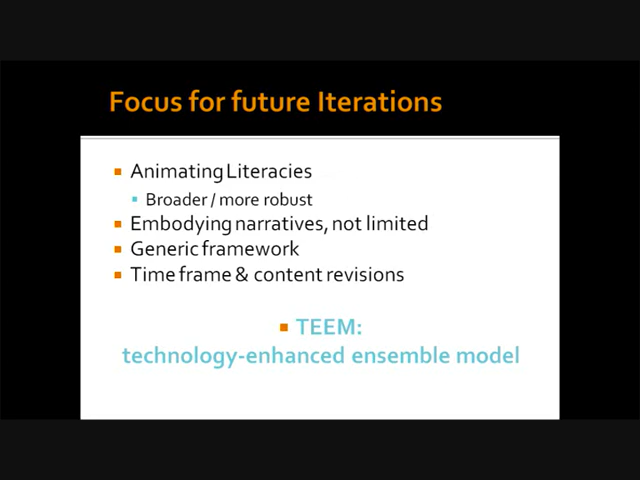 Focus for future Iterations
Animating Literacies
Broader / more robust
Embodying narratives, not limited
Generic framework
Time frame & content revisions
TEEM:
technology-enhanced ensemble model